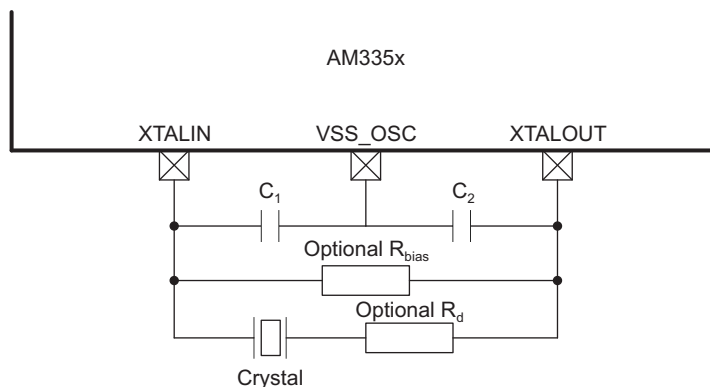 AM335x
XTALIN
VSS_OSC
XTALOUT
C1
C2
Optional Rbias
Optional Rd
Crystal